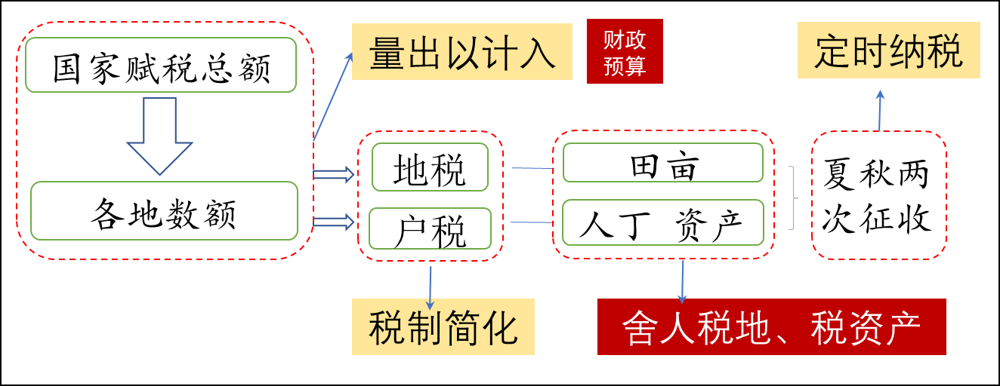 国家赋税总额
各地数额
量出以计入
财政
预算
地税
户税
税制简化
田亩
人丁 资产
舍人税地、税资产
定时纳税
夏秋两
次征收